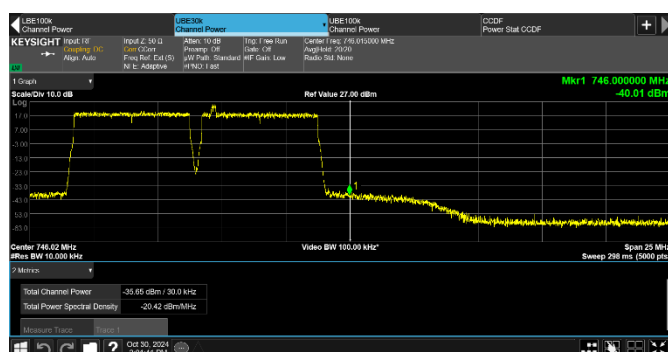 LBE100k
Channel Power
UBE30k
Channel Power
UBE100k
Channel Power
CCDF
Power Stat CCDF
KEYSIGHT
Input: RF
Coupling: DC
Align: Auto
Input Z: 50 Ω
Corr CCorr
Freq Ref: Ext (S)
NFE: Adaptive
Atten: 10 dB
Preamp: Off
µW Path: Standard
#PNO: Fast
Trig: Free Run
Gate: Off
#IF Gain: Low
Center Freq: 746.015000 MHz
Avg|Hold: 20/20
Radio Std: None
1 Graph
Mkr1 746.000000 MHz
Scale/Div 10.0 dB
Ref Value 27.00 dBm
-40.01 dBm
Log
17.0
7.00
-3.00
-13.0
-23.0
-33.0
-43.0
-53.0
-63.0
1
Center 746.02 MHz
Video BW 100.00 kHz*
Span 25 MHz
#Res BW 10.000 kHz
Sweep 298 ms (5000 pts)
2 Metrics
Total Channel Power
-35.65 dBm / 30.0 kHz
Total Power Spectral Density
-20.42 dBm/MHz
Measure Trace
Trace 1
Oct 30, 2024